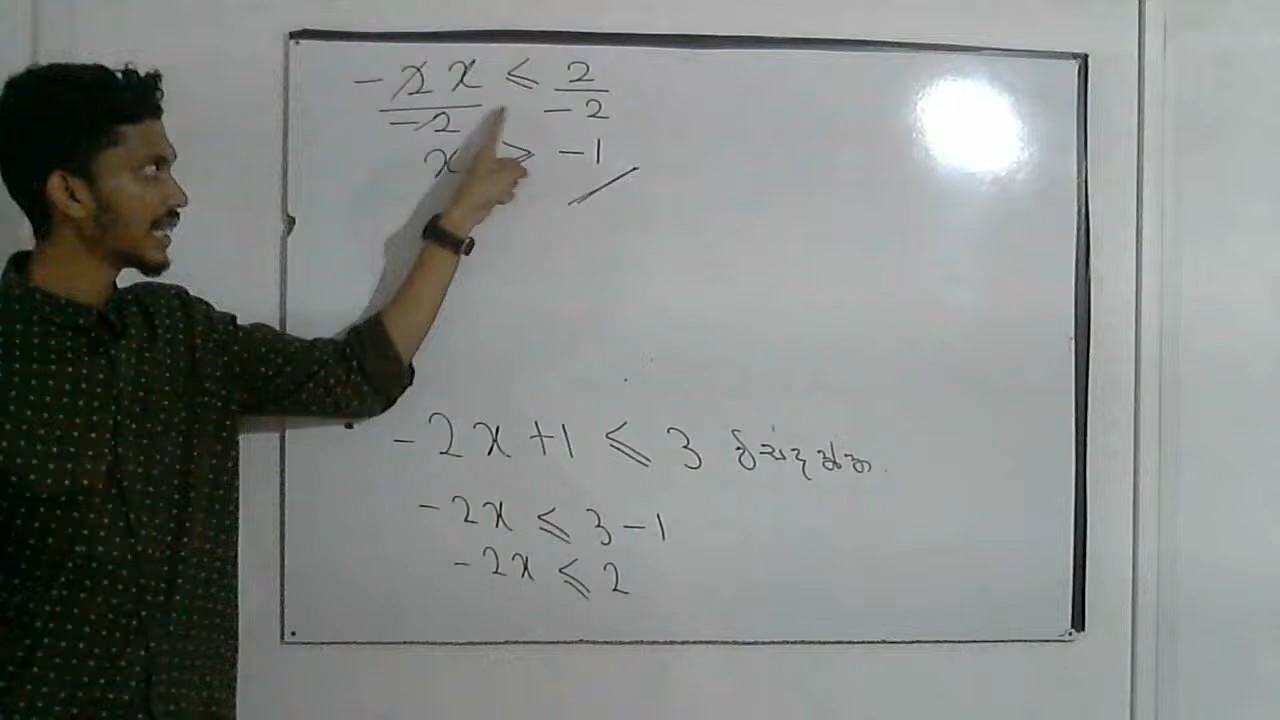 -2x ≤ 2
-2 -2
x ≥ -1
-2x+1 ≤ 3 විසඳන්න.
-2x ≤ 3-1
-2x ≤ 2